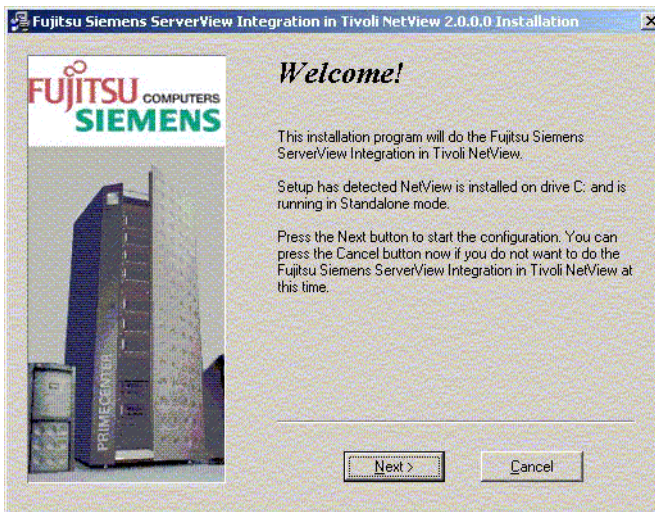 Fujitsu Siemens ServerView Integration in Tivoli NetView 2.0.0.0 Installation
FUJITSU COMPUTERS
SIEMENS
PRIMECENTER
Welcome!
This installation program will do the Fujitsu Siemens
ServerView Integration in Tivoli NetView.
Setup has detected NetView is installed on drive C: and is
running in Standalone mode.
Press the Next button to start the configuration. You can
press the Cancel button now if you do not want to do the
Fujitsu Siemens ServerView Integration in Tivoli NetView at
this time.
Next >
Cancel